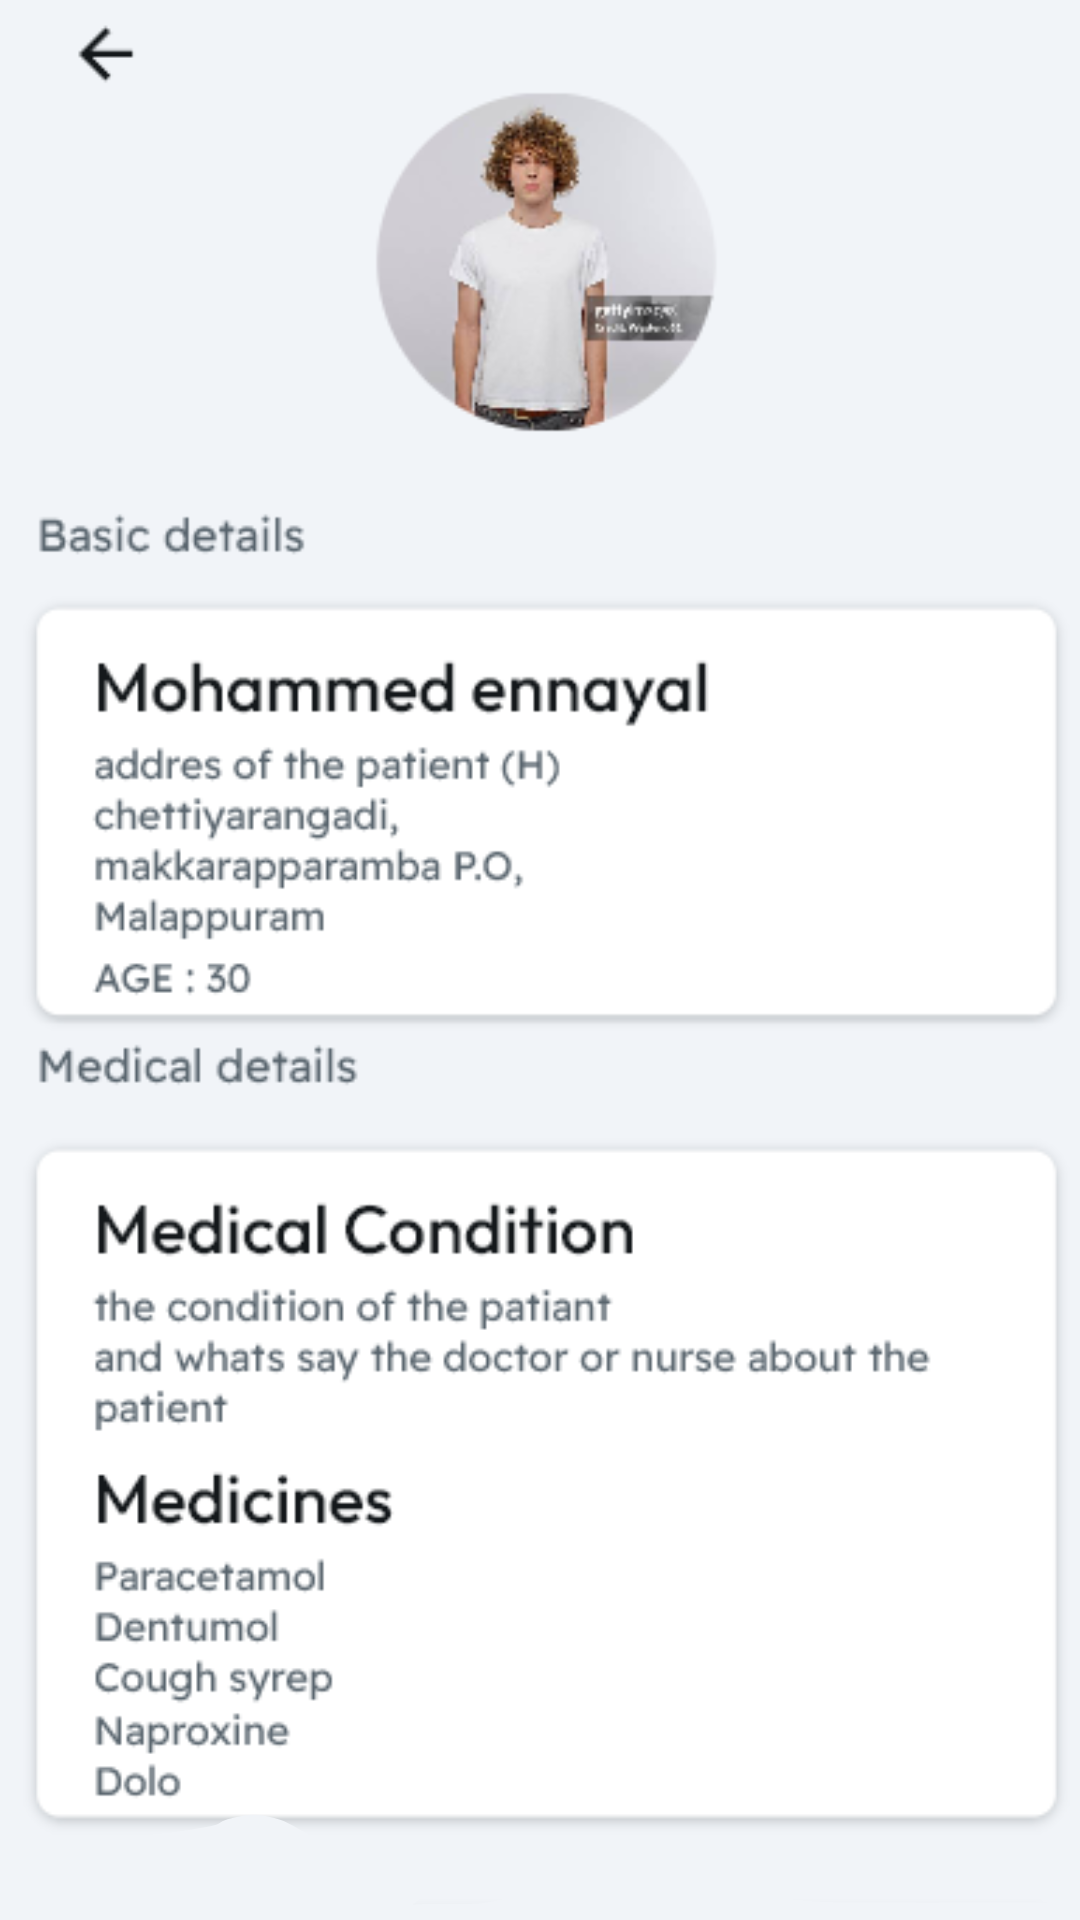 gettyimages
Basic details
Mohammed ennayal
addres of the patient (H)
chettiyarangadi,
makkarapparamba P.O,
Malappuram
AGE : 30
Medical details
Medical Condition
the condition of the patiant
and whats say the doctor or nurse about the
patient
Medicines
Paracetamol
Dentumol
Cough syrep
Naproxine
Dolo